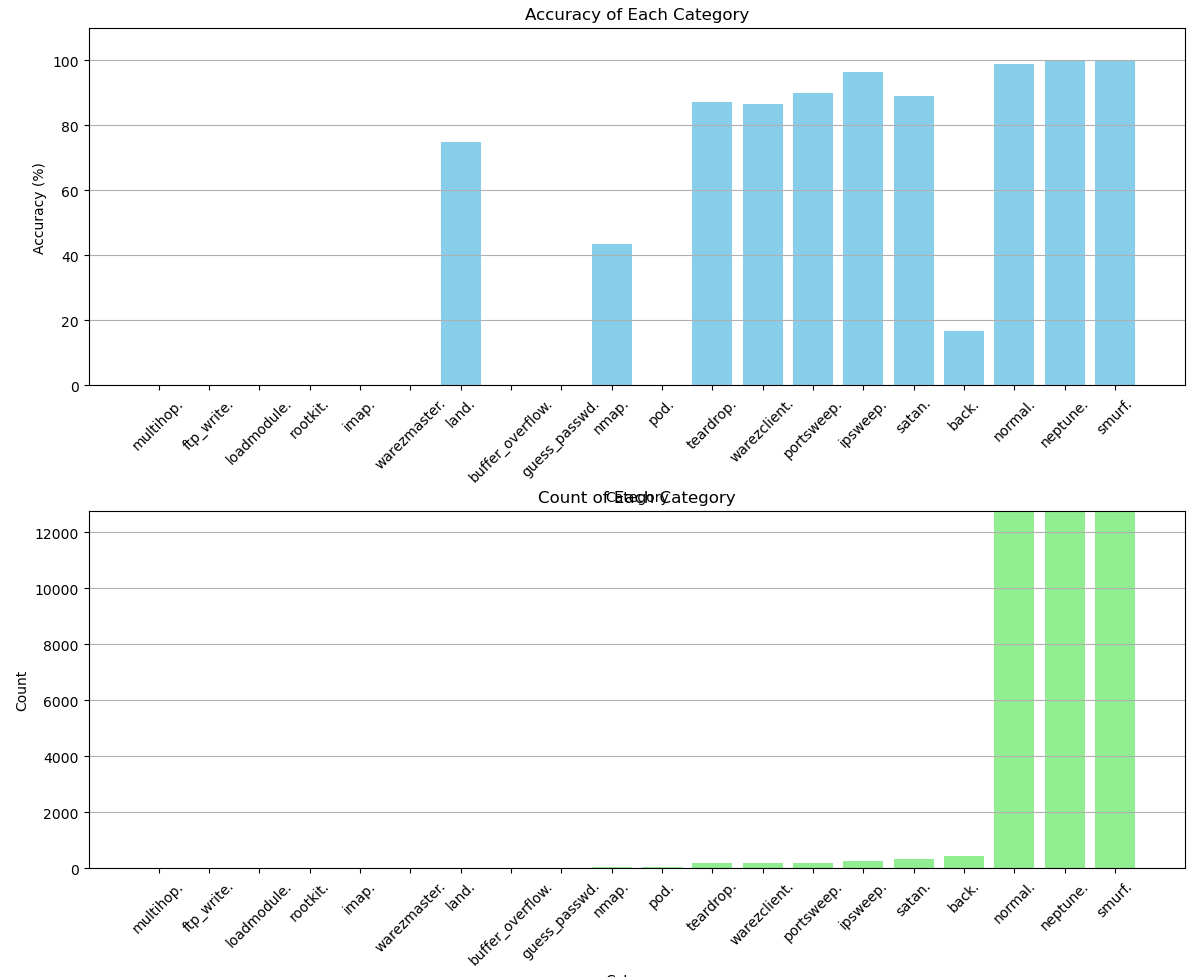 Accuracy of Each Category
Accuracy (%)
100
80
60
40
20
0
multihop. ftp_write. loadmodule. rootkit. imap. warezmaster. land. buffer_overflow. guess_passwd. nmap. pod. teardrop. warezclient. portsweep. ipsweep. satan. back. normal. neptune. smurf.
Category
Count of Each Category
Count
12000
10000
8000
6000
4000
2000
0
multihop. ftp_write. loadmodule. rootkit. imap. warezmaster. land. buffer_overflow. guess_passwd. nmap. pod. teardrop. warezclient. portsweep. ipsweep. satan. back. normal. neptune. smurf.